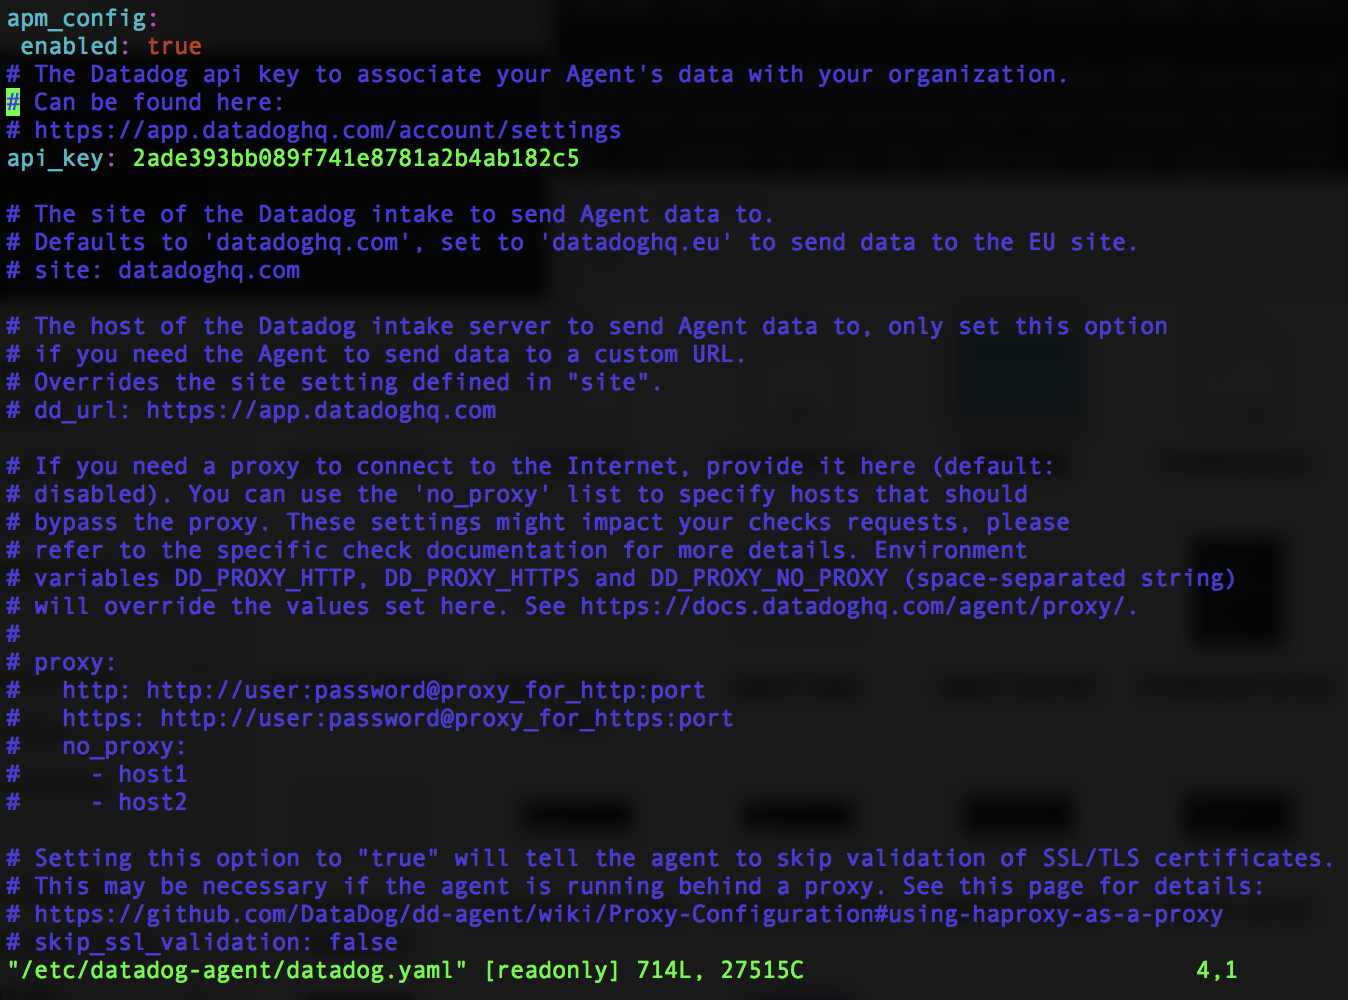 apm_config:
 enabled: true
# The Datadog api key to associate your Agent's data with your organization.
# Can be found here:
# https://app.datadoghq.com/account/settings
api_key: 2ade393bb089f741e8781a2b4ab182c5

# The site of the Datadog intake to send Agent data to.
# Defaults to 'datadoghq.com', set to 'datadoghq.eu' to send data to the EU site.
# site: datadoghq.com

# The host of the Datadog intake server to send Agent data to, only set this option
# if you need the Agent to send data to a custom URL.
# Overrides the site setting defined in "site".
# dd_url: https://app.datadoghq.com

# If you need a proxy to connect to the Internet, provide it here (default:
# disabled). You can use the 'no_proxy' list to specify hosts that should
# bypass the proxy. These settings might impact your checks requests, please
# refer to the specific check documentation for more details. Environment
# variables DD_PROXY_HTTP, DD_PROXY_HTTPS and DD_PROXY_NO_PROXY (space-separated string)
# will override the values set here. See https://docs.datadoghq.com/agent/proxy/.
#
# proxy:
#   http: http://user:password@proxy_for_http:port
#   https: http://user:password@proxy_for_https:port
#   no_proxy:
#     - host1
#     - host2

# Setting this option to "true" will tell the agent to skip validation of SSL/TLS certificates.
# This may be necessary if the agent is running behind a proxy. See this page for details:
# https://github.com/DataDog/dd-agent/wiki/Proxy-Configuration#using-haproxy-as-a-proxy
# skip_ssl_validation: false
"/etc/datadog-agent/datadog.yaml" [readonly] 714L, 27515C 4,1